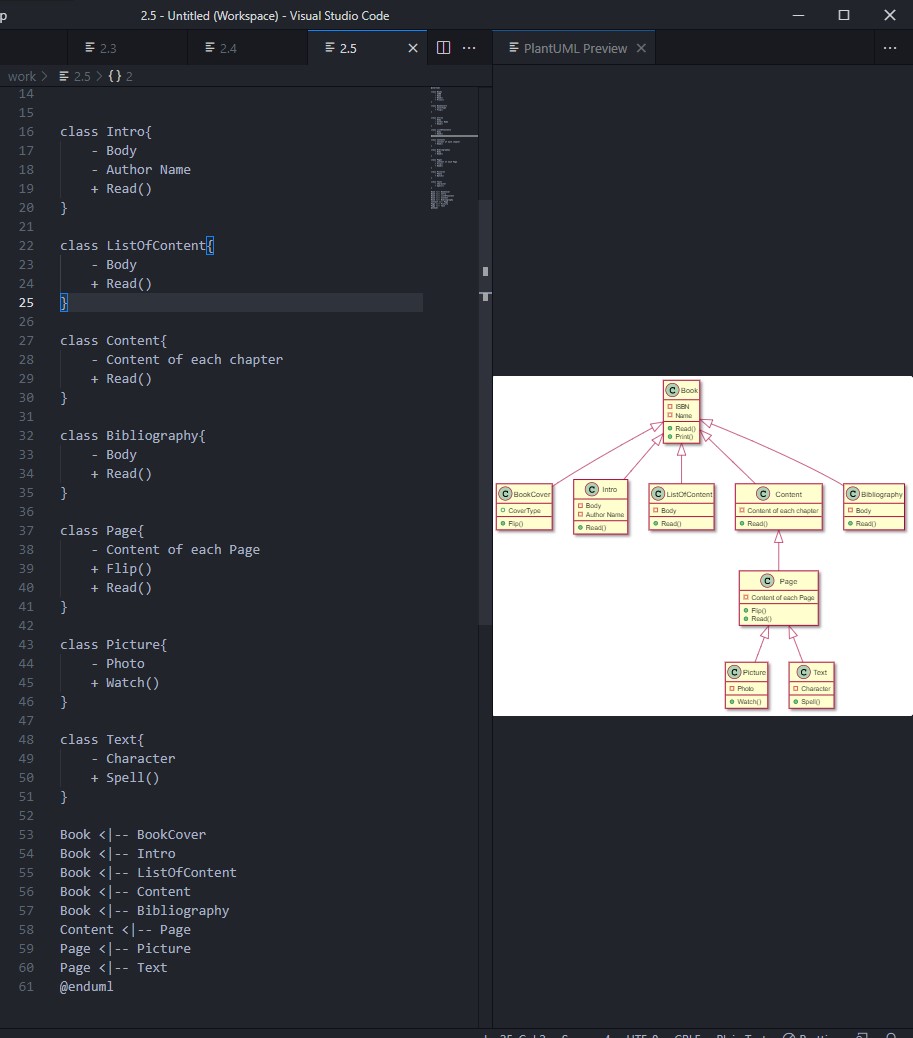 p
2.5 - Untitled (Workspace) - Visual Studio Code
2.3
2.4
2.5
PlantUML Preview
work > 2.5 > {} 2
14
15
16 class Intro{
17 - Body
18 - Author Name
19 + Read()
20 }
21
22 class ListOfContent{
23 - Body
24 + Read()
25 }
26
27 class Content{
28 - Content of each chapter
29 + Read()
30 }
31
32 class Bibliography{
33 - Body
34 + Read()
35 }
36
37 class Page{
38 - Content of each Page
39 + Flip()
40 + Read()
41 }
42
43 class Picture{
44 - Photo
45 + Watch()
46 }
47
48 class Text{
49 - Character
50 + Spell()
51 }
52
53 Book <|-- BookCover
54 Book <|-- Intro
55 Book <|-- ListOfContent
56 Book <|-- Content
57 Book <|-- Bibliography
58 Content <|-- Page
59 Page <|-- Picture
60 Page <|-- Text
61 @enduml
C Book
ISBN
Name
Read()
Print()
C BookCover
CoverType
Flip()
C Intro
Body
Author Name
Read()
C ListOfContent
Body
Read()
C Content
Content of each chapter
Read()
C Bibliography
Body
Read()
C Page
Content of each Page
Flip()
Read()
C Picture
Photo
Watch()
C Text
Character
Spell()